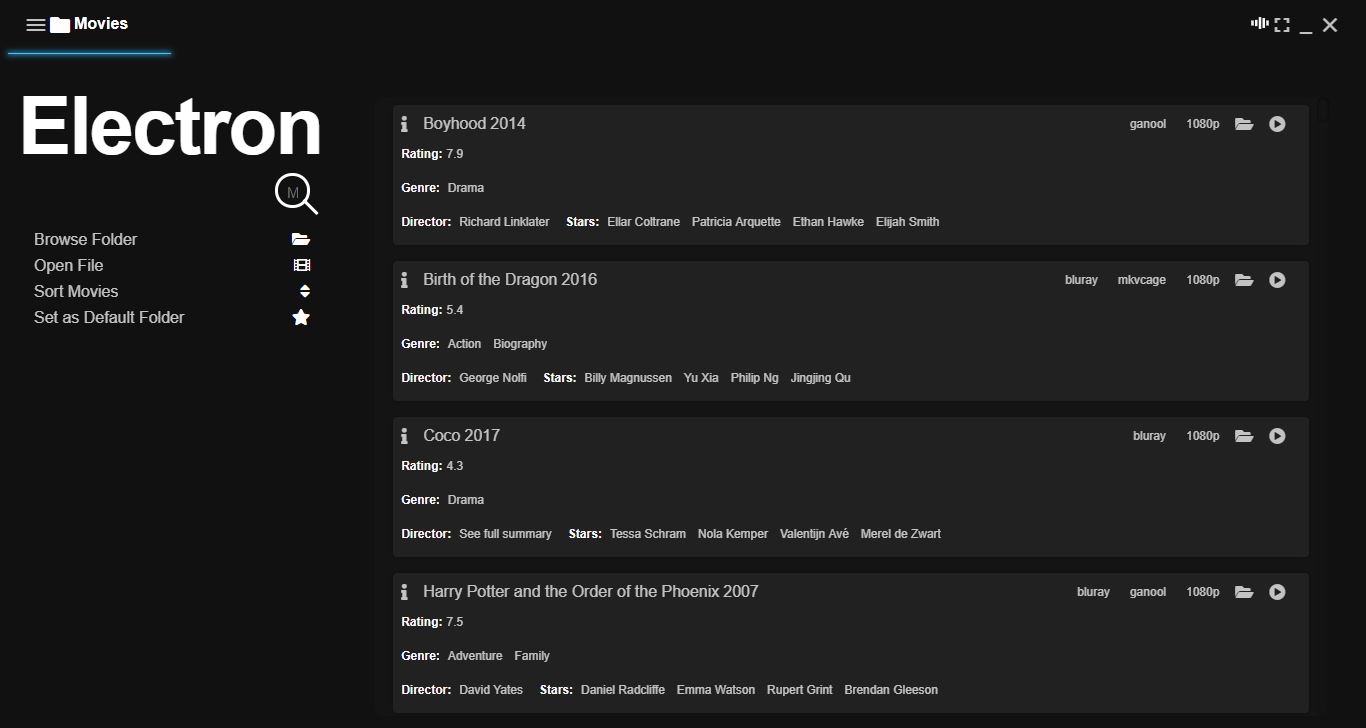 Movies
Electron
M
Browse Folder
Open File
Sort Movies
Set as Default Folder
Boyhood 2014 ganool 1080p
Rating: 7.9
Genre: Drama
Director: Richard Linklater Stars: Ellar Coltrane Patricia Arquette Ethan Hawke Elijah Smith
Birth of the Dragon 2016 bluray mkvcage 1080p
Rating: 5.4
Genre: Action Biography
Director: George Nolfi Stars: Billy Magnussen Yu Xia Philip Ng Jingjing Qu
Coco 2017 bluray 1080p
Rating: 4.3
Genre: Drama
Director: See full summary Stars: Tessa Schram Nola Kemper Valentijn Avé Merel de Zwart
Harry Potter and the Order of the Phoenix 2007 bluray ganool 1080p
Rating: 7.5
Genre: Adventure Family
Director: David Yates Stars: Daniel Radcliffe Emma Watson Rupert Grint Brendan Gleeson